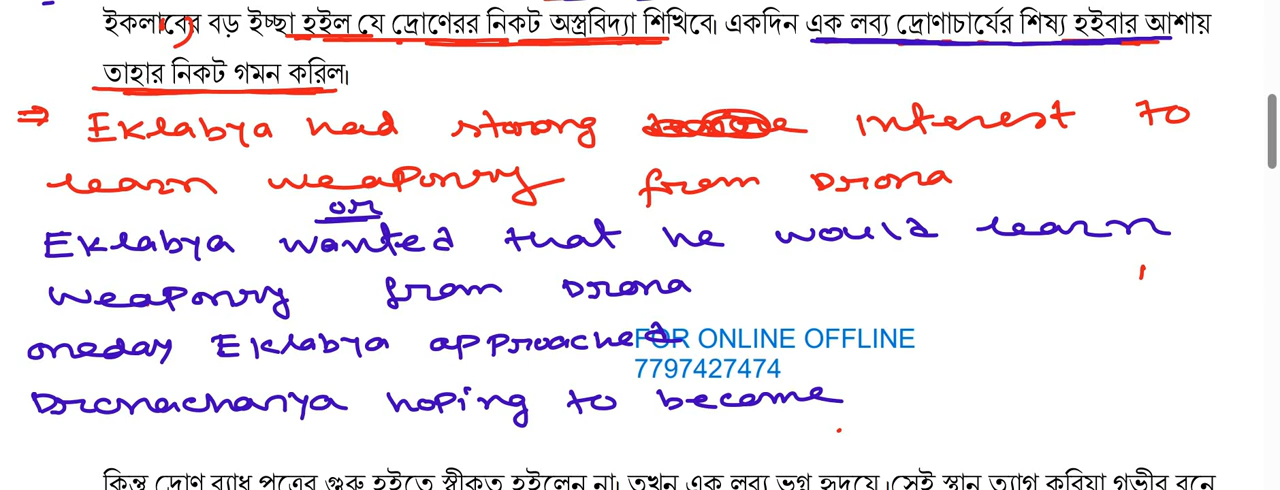 ইকলাব্যের বড় ইচ্ছা হইল যে দ্রোণেরর নিকট অস্ত্রবিদ্যা শিখিবে। একদিন এক লব্য দ্রোণাচার্যের শিষ্য হইবার আশায়
তাহার নিকট গমন করিল।
⇒ Eklabya had strong interest to
learn weaponry from Drona
or
Eklabya wanted that he would learn
weaponry from Drona
oneday Eklabya approached
FOR ONLINE OFFLINE
7797427474
Dronacharya hoping to become
কিন্তু দ্রোণ ব্যাধ পুত্রের গুরু হইতে স্বীকৃত হইলেন না। তখন এক লব্য ভগ্ন হৃদয়ে।সেই স্থান ত্যাগ করিয়া গভীর বনে